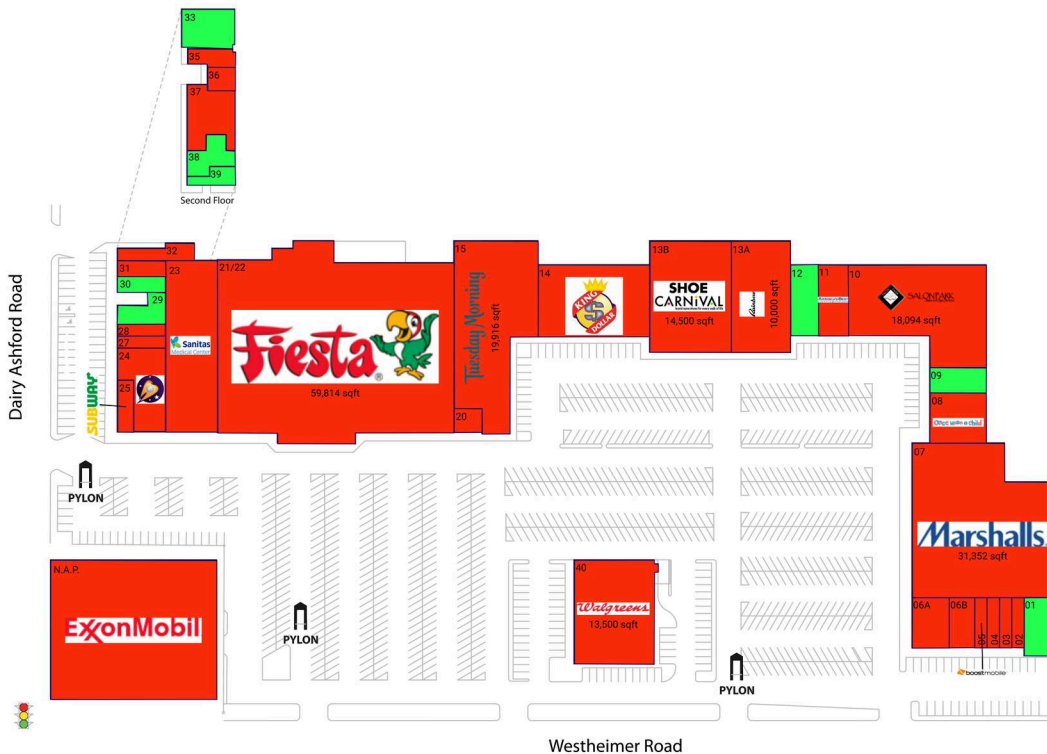 33
35
36
37
38
39
Second Floor
Dairy Ashford Road
32
31
30
29
28
27
24
25
SUBWAY
23
Sanitas
Medical Center
21/22
Fiesta
59,814 sqft
15
Tuesday Morning
19,916 sqft
20
14
KING
$
DOLLAR
13B
SHOE
CARNIVAL
14,500 sqft
13A
Rainbow
10,000 sqft
12
11
10
SALONPARK
18,094 sqft
09
08
Once upon a child
07
Marshalls
31,352 sqft
06A
06B
05
04
03
02
01
boostmobile
PYLON
N.A.P.
ExxonMobil
PYLON
40
Walgreens
13,500 sqft
PYLON
Westheimer Road